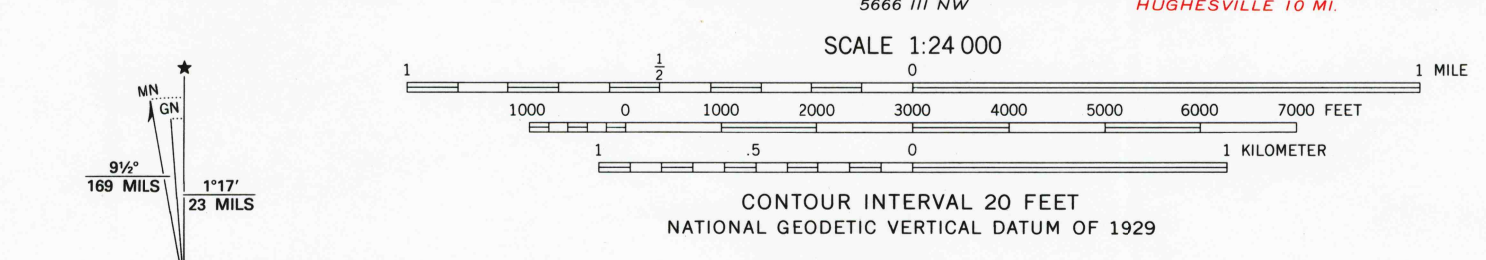 5666 III NW
HUGHESVILLE 10 MI.
SCALE 1:24 000
1 1/2 0 1 MILE
1000 0 1000 2000 3000 4000 5000 6000 7000 FEET
1 .5 0 1 KILOMETER
CONTOUR INTERVAL 20 FEET
NATIONAL GEODETIC VERTICAL DATUM OF 1929
★
MN
GN
9½°
169 MILS
1°17′
23 MILS